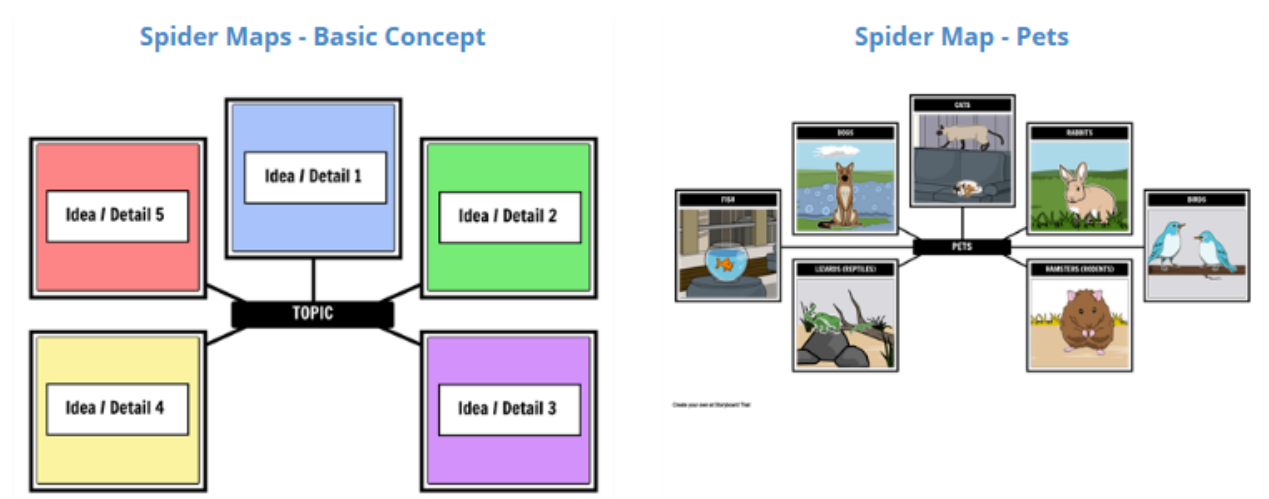 Spider Maps - Basic Concept
Idea / Detail 1
Idea / Detail 5
Idea / Detail 2
TOPIC
Idea / Detail 4
Idea / Detail 3
Spider Map - Pets
CATS
DOGS
RABBITS
FISH
BIRDS
PETS
LIZARDS (REPTILES)
HAMSTERS (RODENTS)
Create your own at Storyboard That